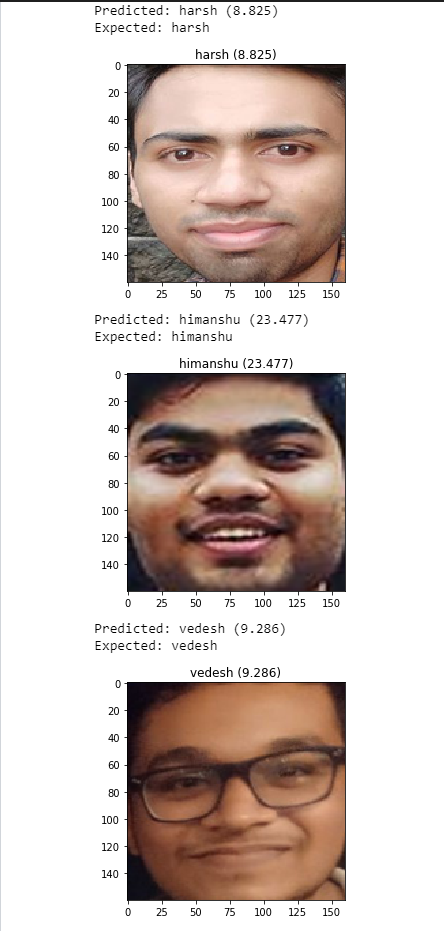 Predicted: harsh (8.825)
Expected: harsh
harsh (8.825)
0
20
40
60
80
100
120
140
0 25 50 75 100 125 150
Predicted: himanshu (23.477)
Expected: himanshu
himanshu (23.477)
0
20
40
60
80
100
120
140
0 25 50 75 100 125 150
Predicted: vedesh (9.286)
Expected: vedesh
vedesh (9.286)
0
20
40
60
80
100
120
140
0 25 50 75 100 125 150